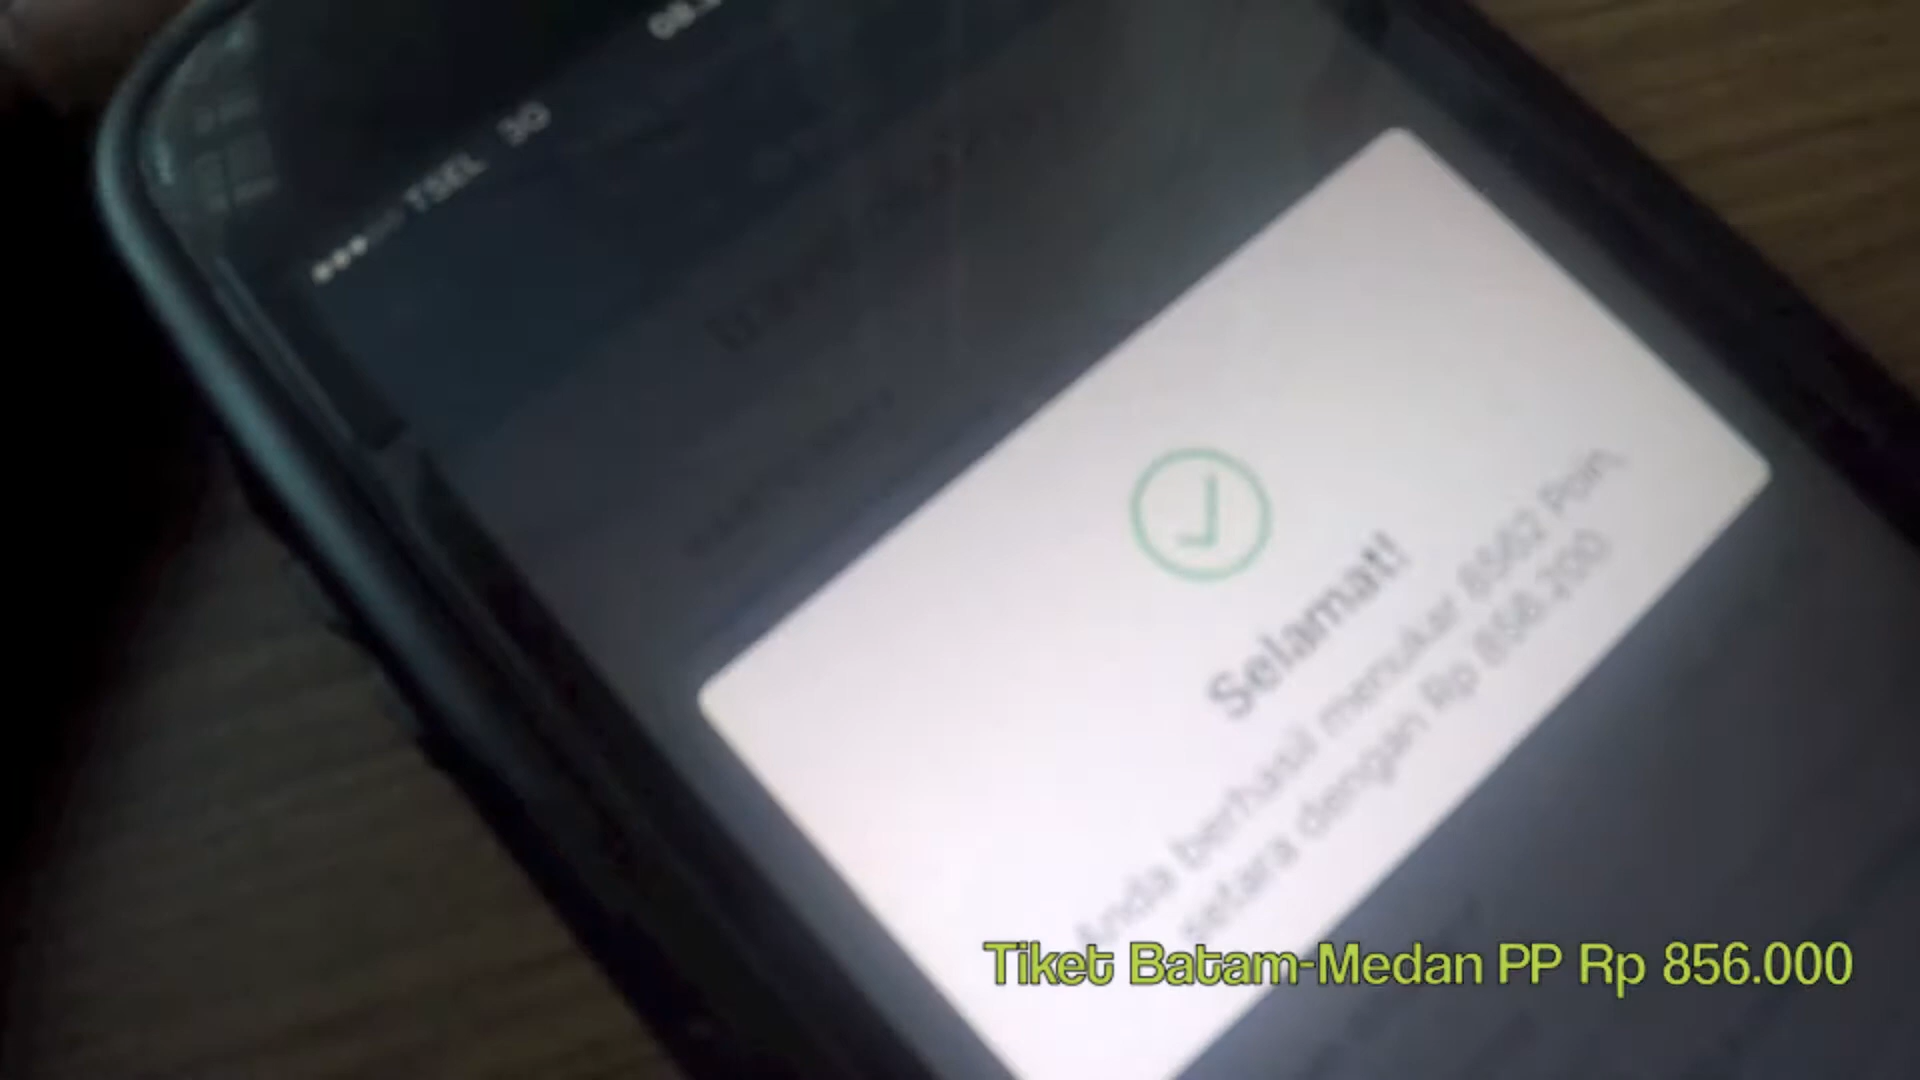 TSEL 3G
Selamat!
Anda berhasil menukar 8562 Poin,
setara dengan Rp 856.200
Tiket Batam-Medan PP Rp 856.000